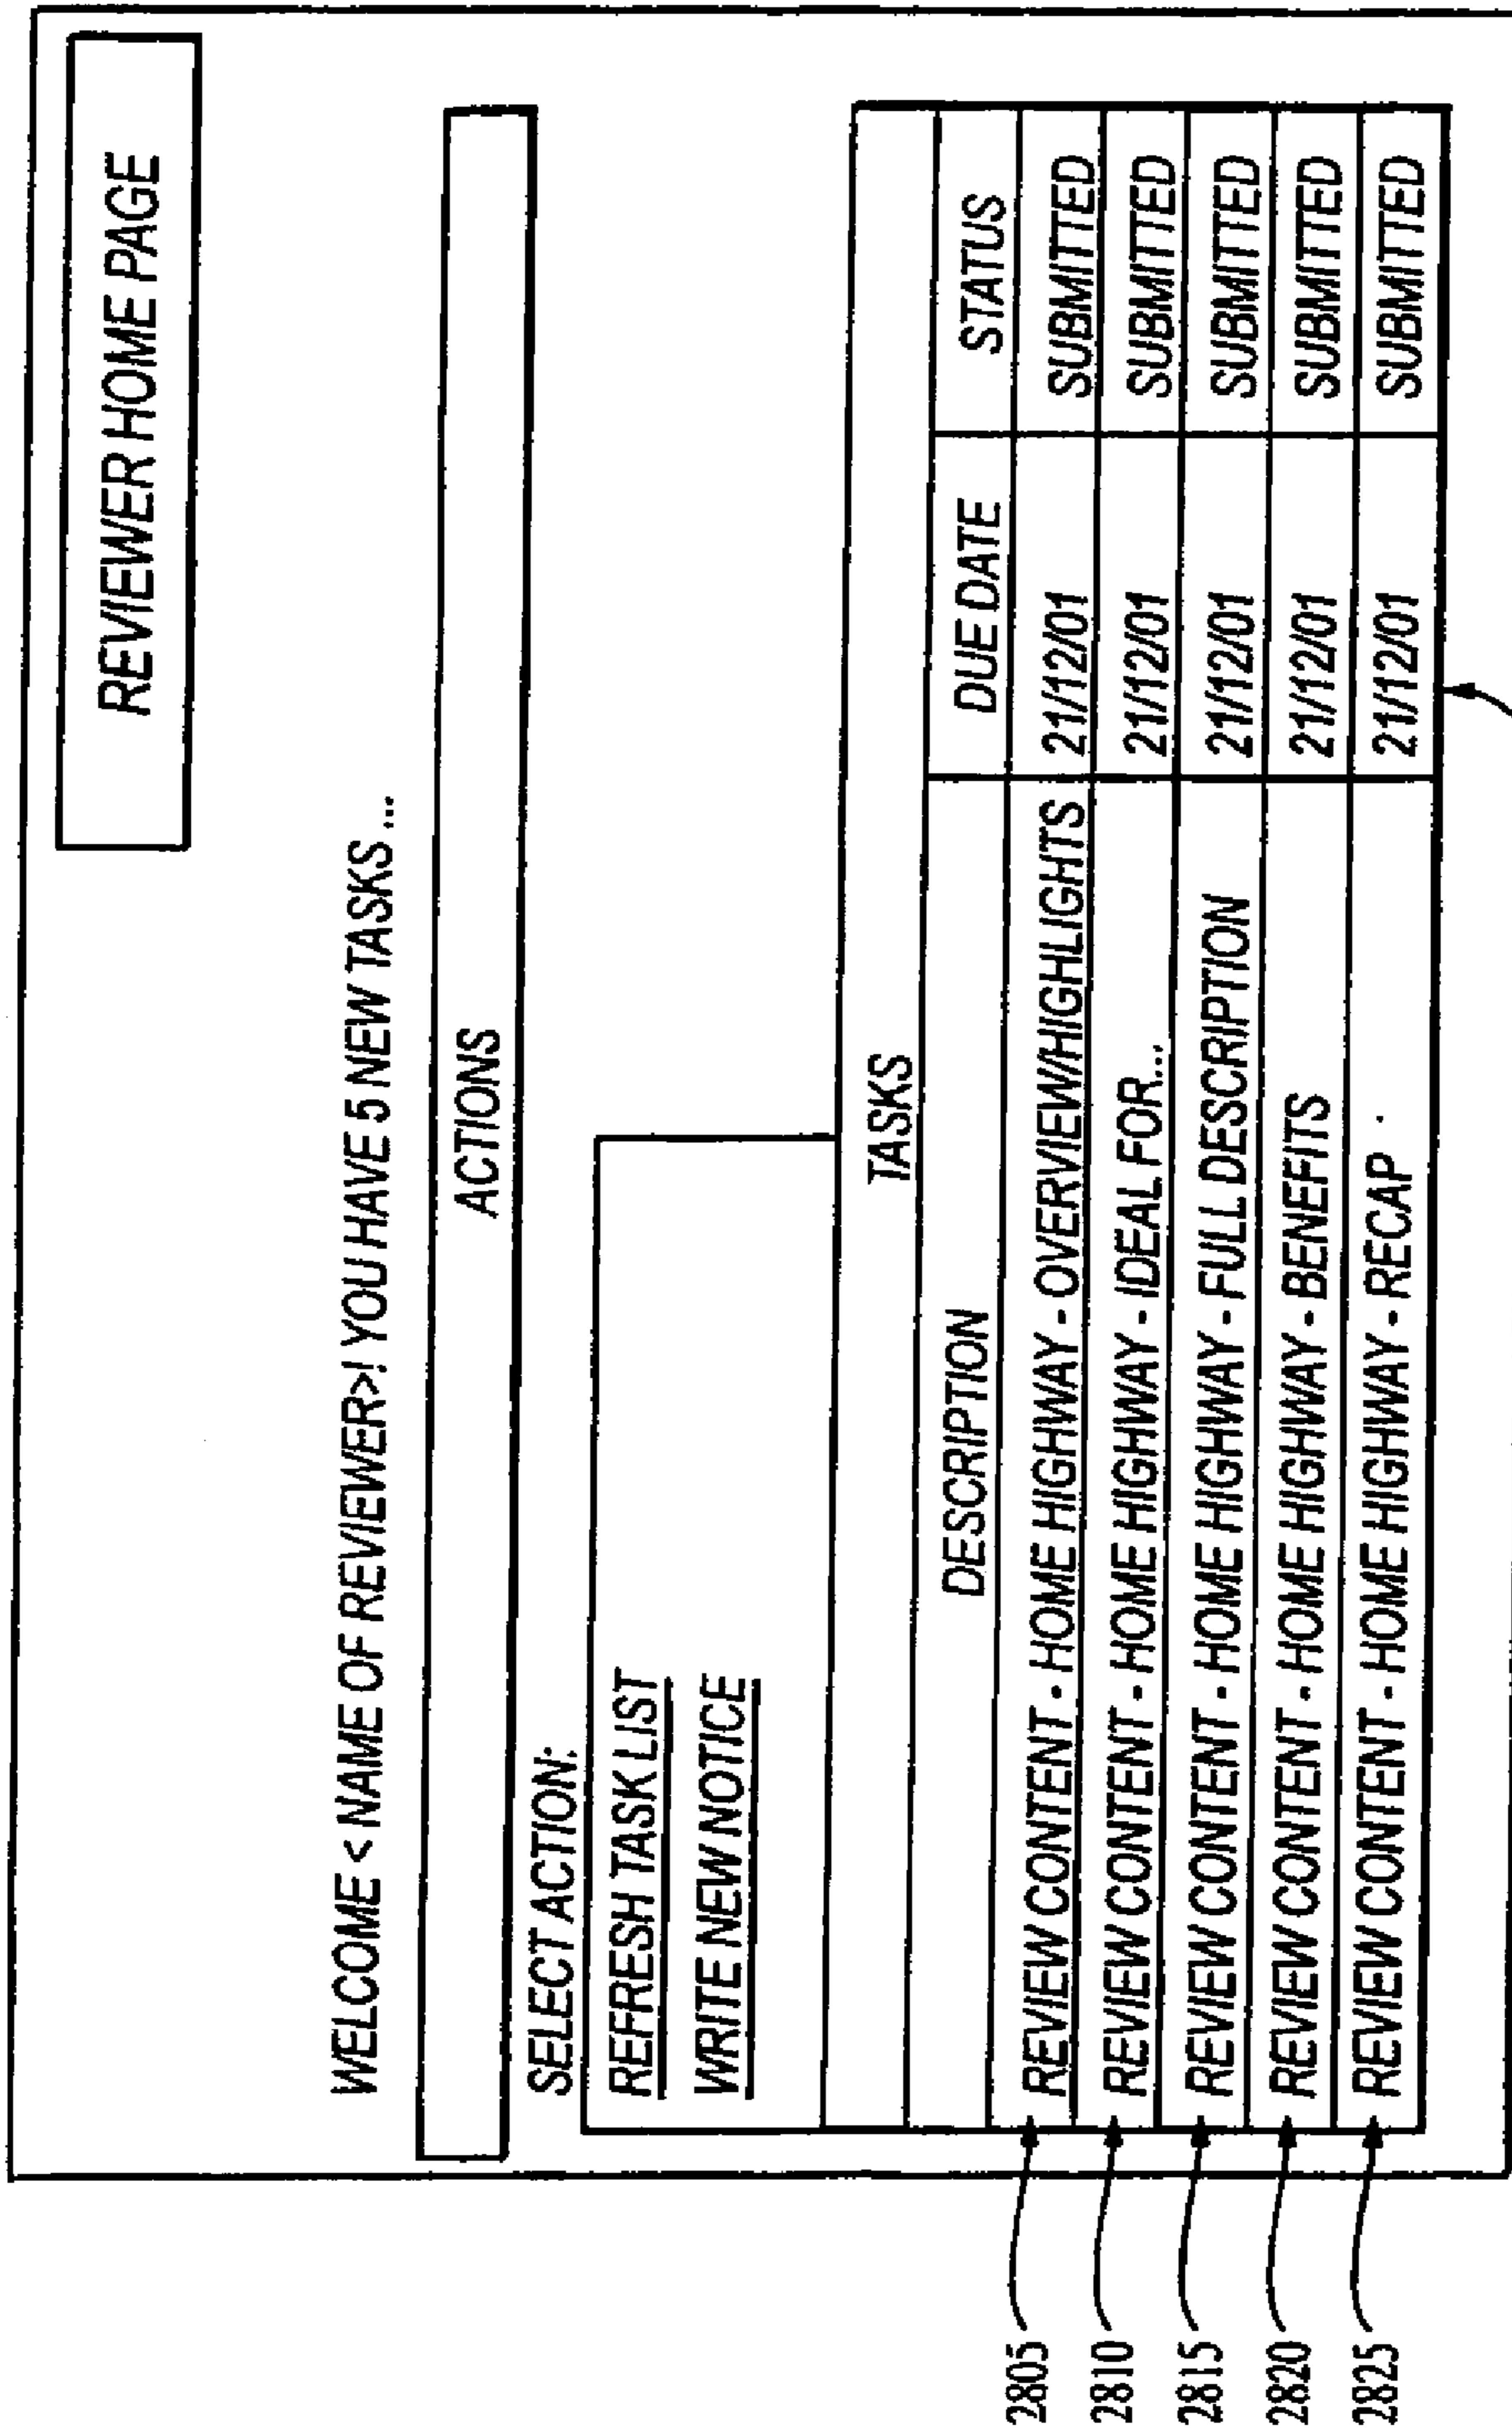 REVIEWER HOME PAGE
WELCOME < NAME OF REVIEWER>! YOU HAVE 5 NEW TASKS...
ACTIONS
SELECT ACTION:
REFRESH TASK LIST
WRITE NEW NOTICE
TASKS
DESCRIPTION DUE DATE STATUS
2805 REVIEW CONTENT - HOME HIGHWAY - OVERVIEW/HIGHLIGHTS 21/12/01 SUBMITTED
2810 REVIEW CONTENT - HOME HIGHWAY - IDEAL FOR... 21/12/01 SUBMITTED
2815 REVIEW CONTENT - HOME HIGHWAY - FULL DESCRIPTION 21/12/01 SUBMITTED
2820 REVIEW CONTENT - HOME HIGHWAY - BENEFITS 21/12/01 SUBMITTED
2825 REVIEW CONTENT - HOME HIGHWAY - RECAP 21/12/01 SUBMITTED